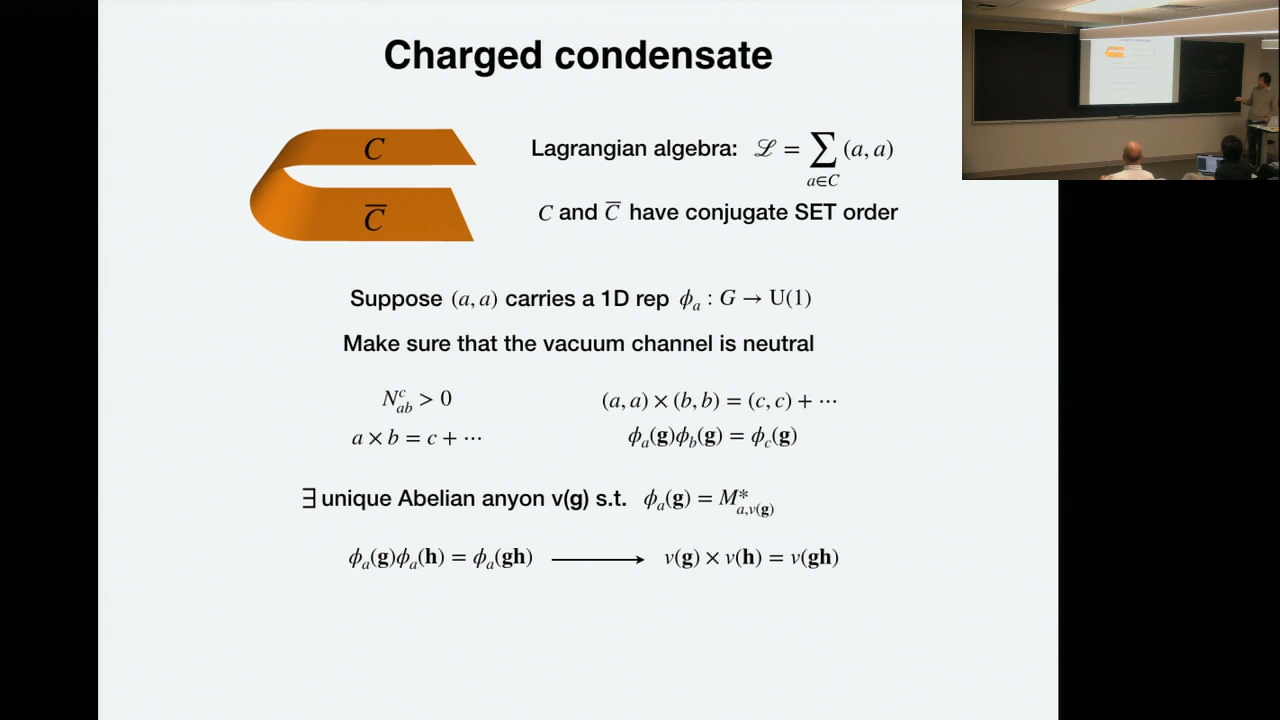 Charged condensate
C
C̅
Lagrangian algebra: ℒ = ∑_{a∈C} (a, a)
C and C̅ have conjugate SET order
Suppose (a, a) carries a 1D rep ϕ_a : G → U(1)
Make sure that the vacuum channel is neutral
N^c_{ab} > 0
(a, a) × (b, b) = (c, c) + ⋯
a × b = c + ⋯
ϕ_a(g)ϕ_b(g) = ϕ_c(g)
∃ unique Abelian anyon v(g) s.t. ϕ_a(g) = M*_{a,v(g)}
ϕ_a(g)ϕ_a(h) = ϕ_a(gh) ⟶ v(g) × v(h) = v(gh)